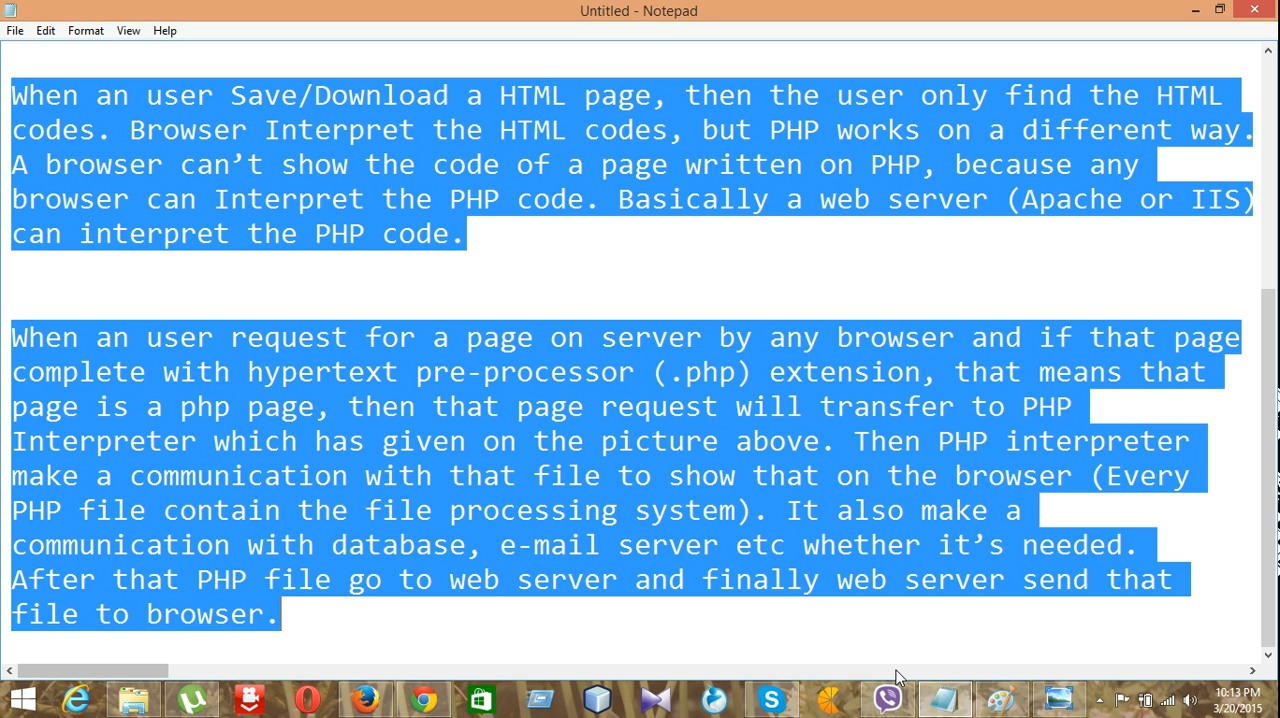 Untitled - Notepad
File Edit Format View Help
When an user Save/Download a HTML page, then the user only find the HTML
codes. Browser Interpret the HTML codes, but PHP works on a different way.
A browser can’t show the code of a page written on PHP, because any
browser can Interpret the PHP code. Basically a web server (Apache or IIS)
can interpret the PHP code.
When an user request for a page on server by any browser and if that page
complete with hypertext pre-processor (.php) extension, that means that
page is a php page, then that page request will transfer to PHP
Interpreter which has given on the picture above. Then PHP interpreter
make a communication with that file to show that on the browser (Every
PHP file contain the file processing system). It also make a
communication with database, e-mail server etc whether it’s needed.
After that PHP file go to web server and finally web server send that
file to browser.
10:13 PM
3/20/2015